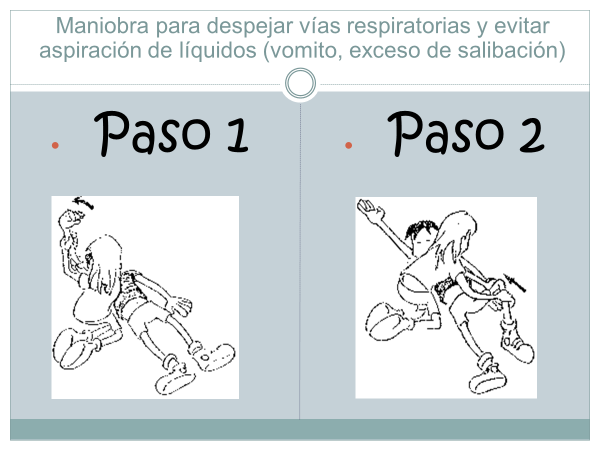 Maniobra para despejar vías respiratorias y evitar
aspiración de líquidos (vomito, exceso de salibación)
• Paso 1
• Paso 2